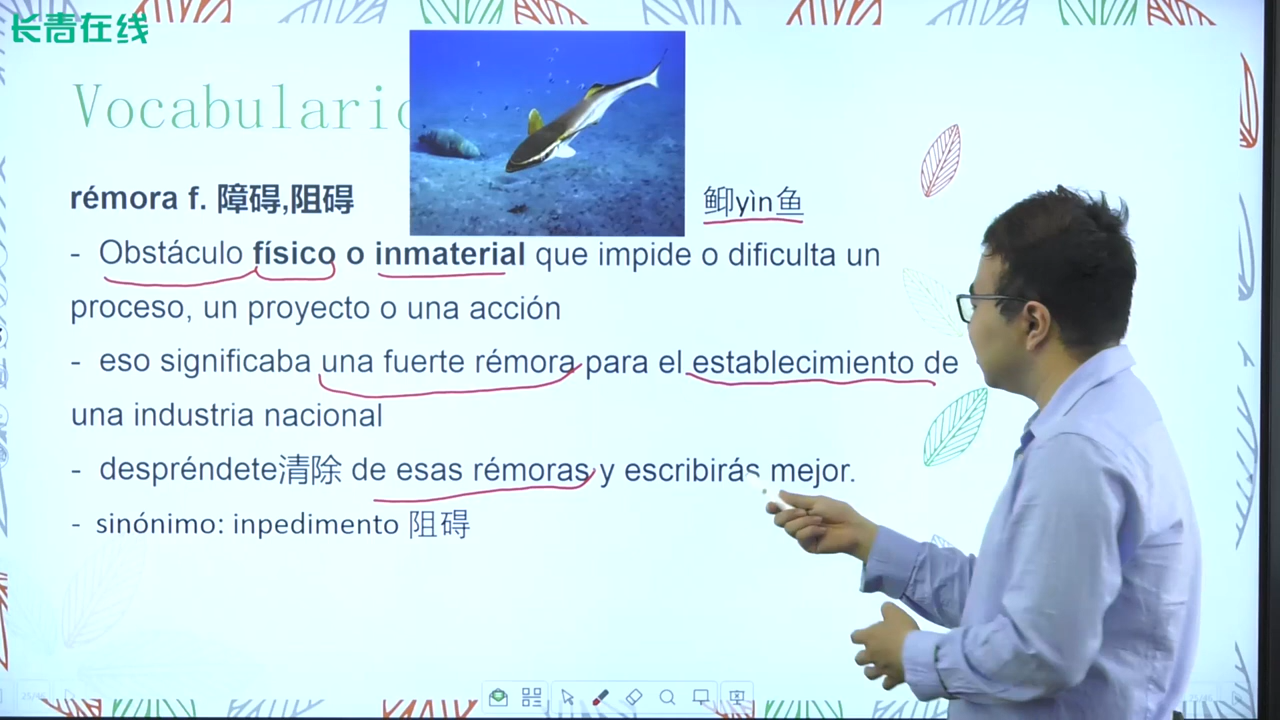 长青在线
Vocabulario
rémora f. 障碍,阻碍
鮣yìn鱼
- Obstáculo físico o inmaterial que impide o dificulta un
proceso, un proyecto o una acción
- eso significaba una fuerte rémora para el establecimiento de
una industria nacional
- despréndete清除 de esas rémoras y escribirás mejor.
- sinónimo: inpedimento 阻碍